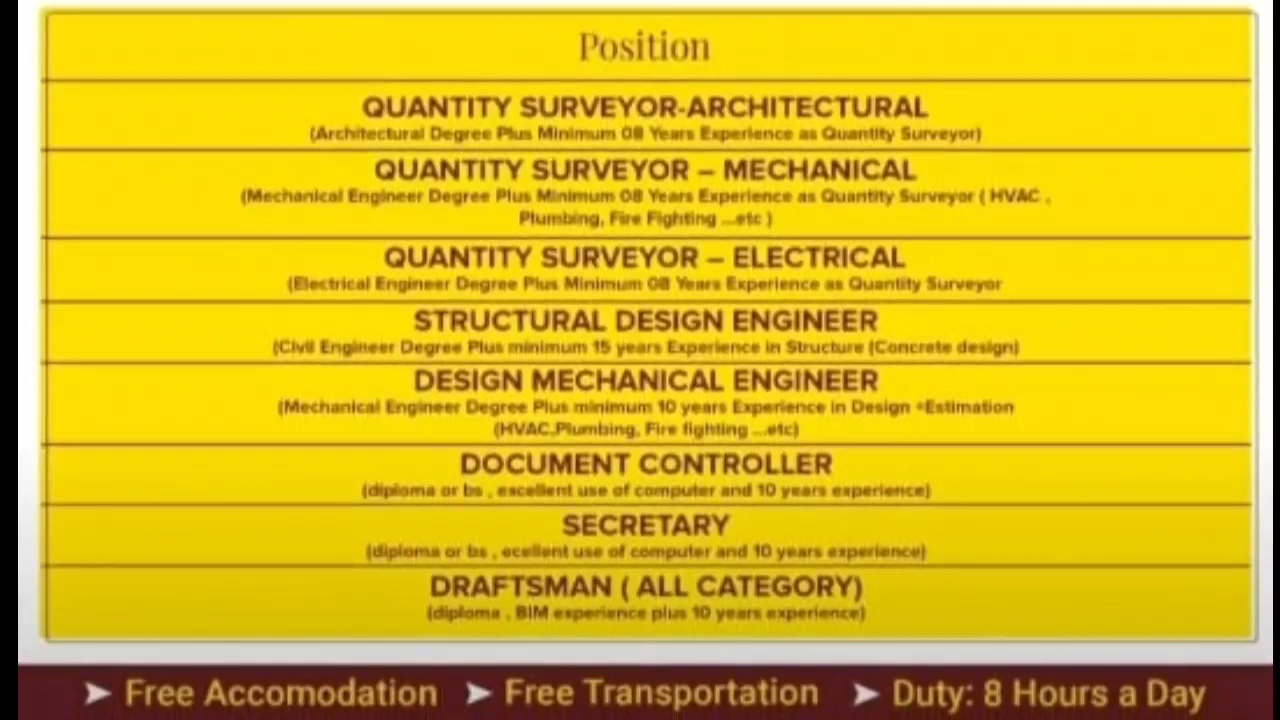 Position
QUANTITY SURVEYOR-ARCHITECTURAL
(Architectural Degree Plus Minimum 08 Years Experience as Quantity Surveyor)
QUANTITY SURVEYOR – MECHANICAL
(Mechanical Engineer Degree Plus Minimum 08 Years Experience as Quantity Surveyor ( HVAC ,
Plumbing, Fire Fighting ...etc )
QUANTITY SURVEYOR – ELECTRICAL
(Electrical Engineer Degree Plus Minimum 08 Years Experience as Quantity Surveyor
STRUCTURAL DESIGN ENGINEER
(Civil Engineer Degree Plus minimum 15 years Experience in Structure (Concrete design)
DESIGN MECHANICAL ENGINEER
(Mechanical Engineer Degree Plus minimum 10 years Experience in Design +Estimation
(HVAC,Plumbing, Fire fighting ...etc)
DOCUMENT CONTROLLER
(diploma or bs , escellent use of computer and 10 years experience)
SECRETARY
(diploma or bs , ecellent use of computer and 10 years experience)
DRAFTSMAN ( ALL CATEGORY)
(diploma , BIM experience plus 10 years experience)
➤ Free Accomodation ➤ Free Transportation ➤ Duty: 8 Hours a Day